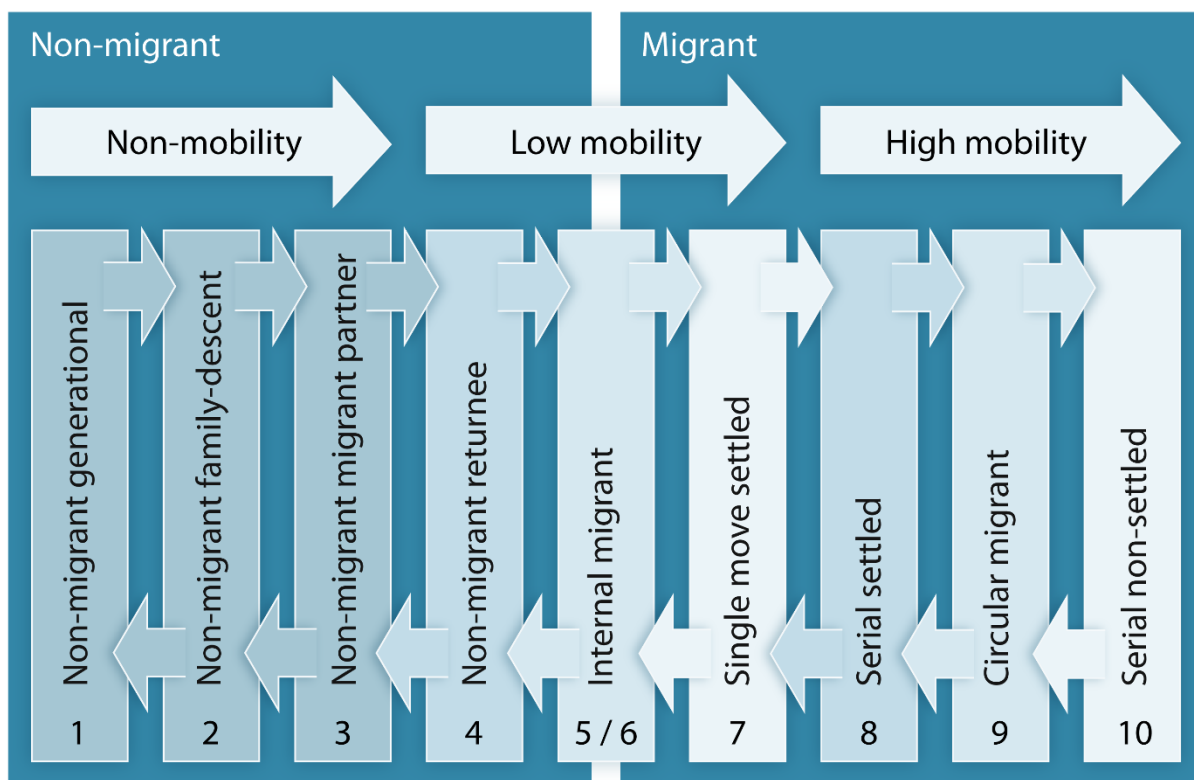 Non-migrant
Migrant
Non-mobility
Low mobility
High mobility
Non-migrant generational
Non-migrant family-descent
Non-migrant migrant partner
Non-migrant returnee
Internal migrant
Single move settled
Serial settled
Circular migrant
Serial non-settled
1
2
3
4
5 / 6
7
8
9
10